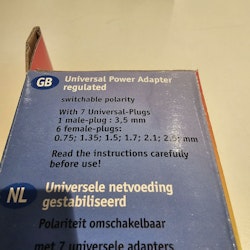 GB
Universal Power Adapter
regulated
switchable polarity
With 7 Universal-Plugs
1 male-plug : 3,5 mm
6 female-plugs:
0.75; 1.35; 1.5; 1.7; 2.1; 2.5; mm
Read the instructions carefully
before use!
NL
Universele netvoeding
gestabiliseerd
Polariteit omschakelbaar
met 7 universele adapters